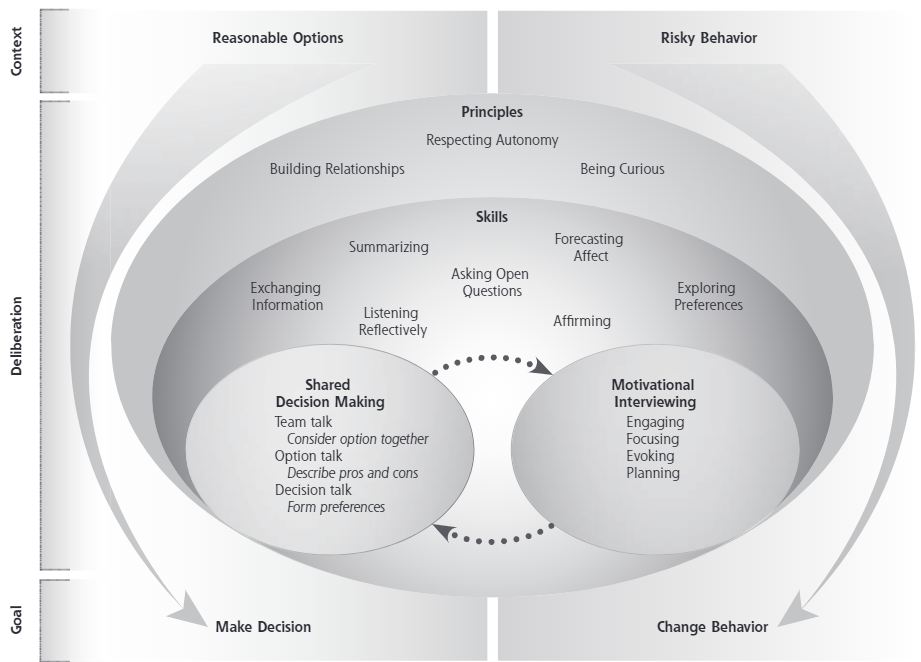 Context
Reasonable Options
Risky Behavior
Deliberation
Principles
Respecting Autonomy
Building Relationships
Being Curious
Skills
Summarizing
Forecasting
Affect
Asking Open
Questions
Exchanging
Information
Exploring
Preferences
Listening
Reflectively
Affirming
Shared
Decision Making
Team talk
Consider option together
Option talk
Describe pros and cons
Decision talk
Form preferences
Motivational
Interviewing
Engaging
Focusing
Evoking
Planning
Goal
Make Decision
Change Behavior